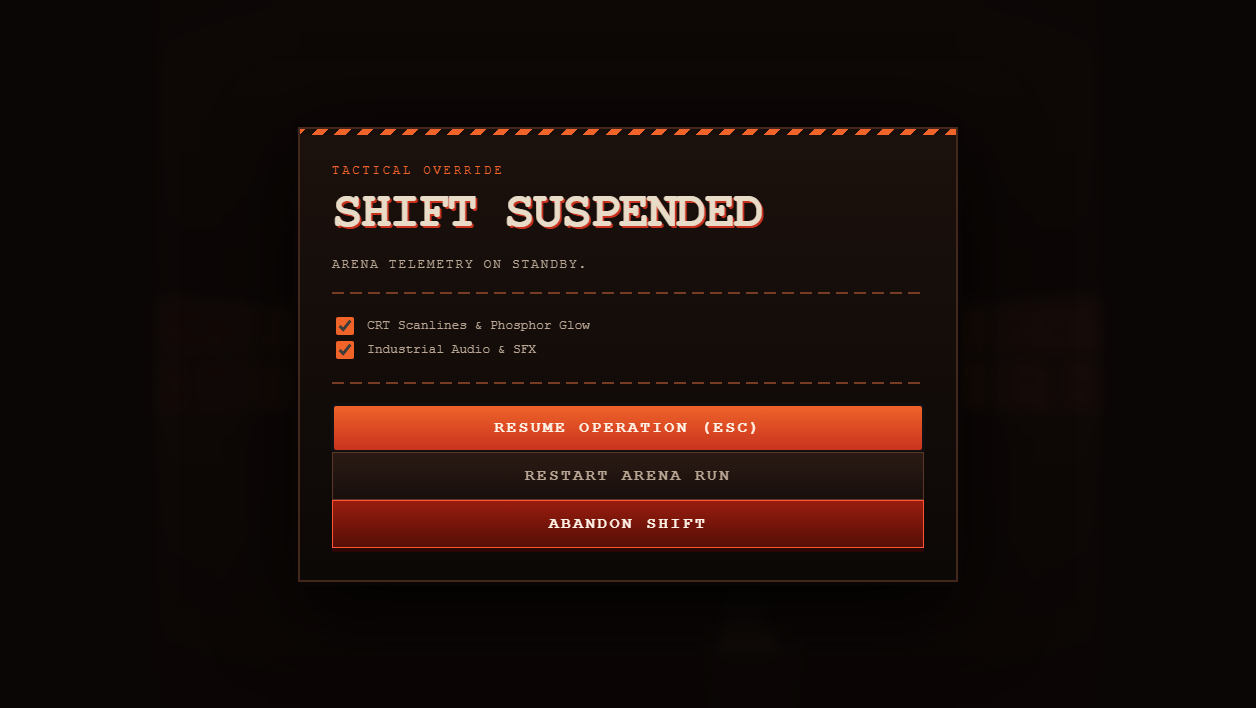 TACTICAL OVERRIDE
SHIFT SUSPENDED
ARENA TELEMETRY ON STANDBY.
CRT Scanlines & Phosphor Glow
Industrial Audio & SFX
RESUME OPERATION (ESC)
RESTART ARENA RUN
ABANDON SHIFT